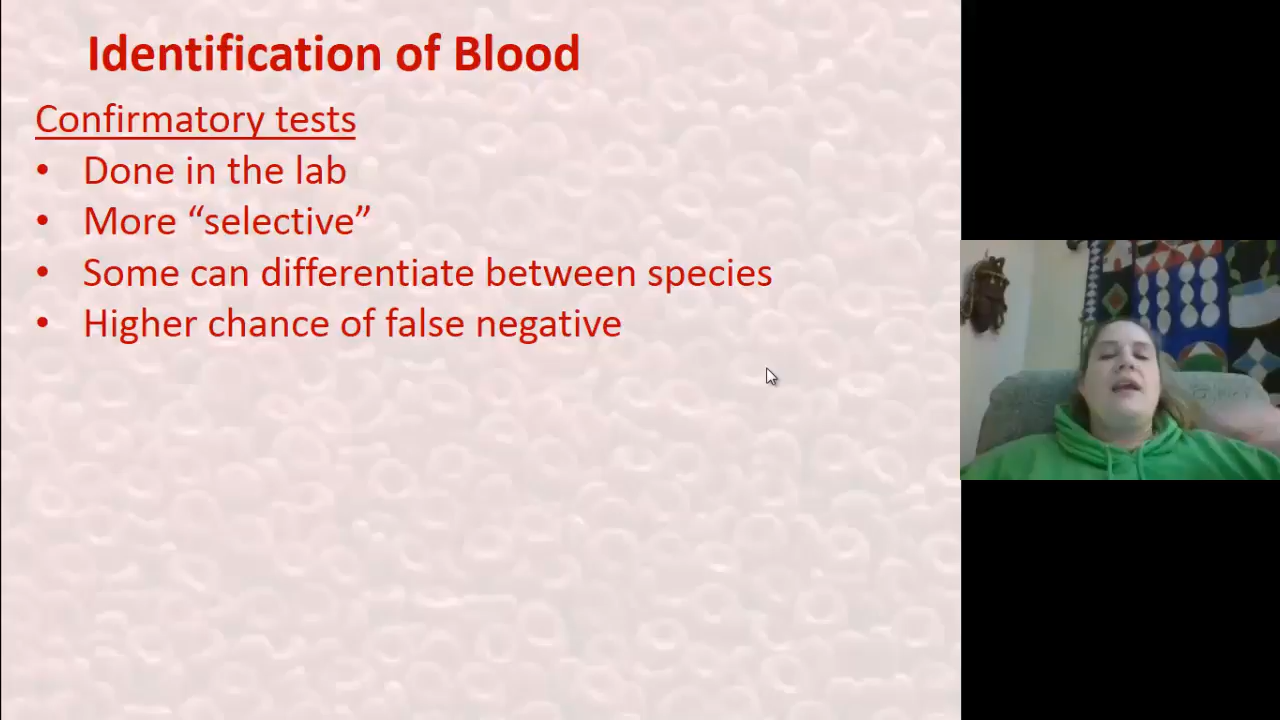 Identification of Blood
Confirmatory tests
• Done in the lab
• More “selective”
• Some can differentiate between species
• Higher chance of false negative